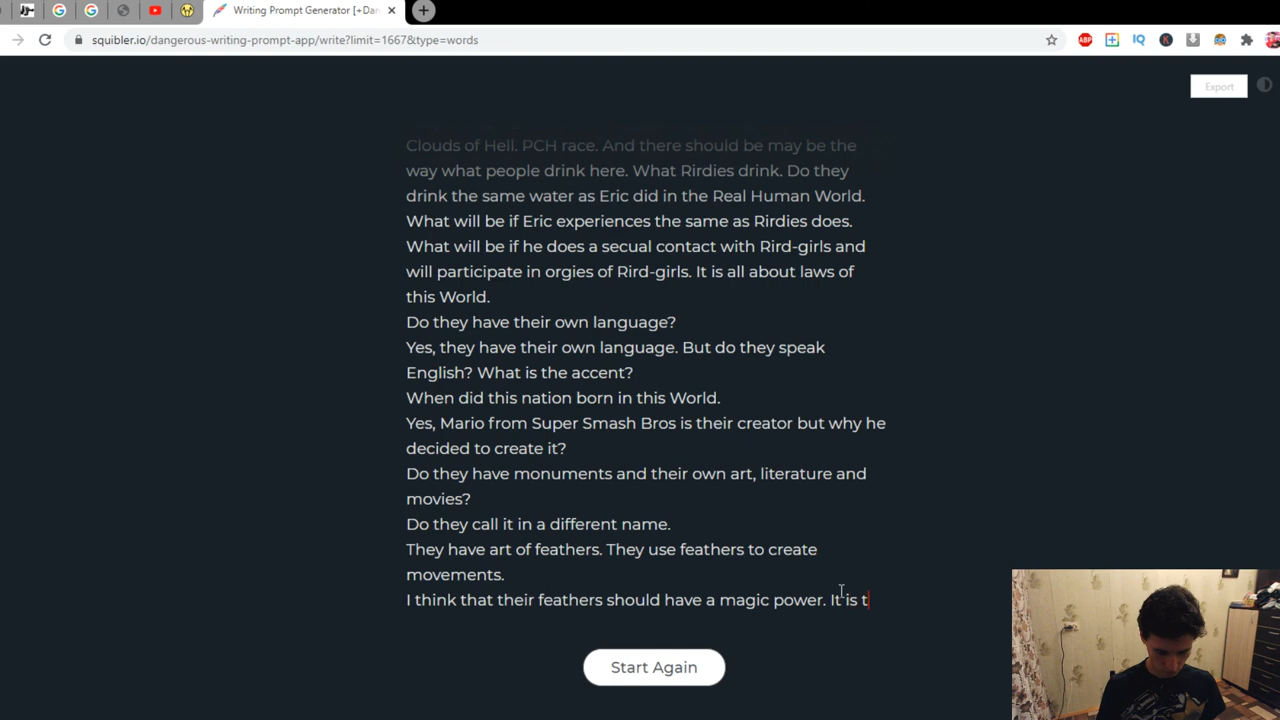 Writing Prompt Generator [+Dan
squibler.io/dangerous-writing-prompt-app/write?limit=1667&type=words
ABP
IQ
K
Export
Clouds of Hell. PCH race. And there should be may be the
way what people drink here. What Rirdies drink. Do they
drink the same water as Eric did in the Real Human World.
What will be if Eric experiences the same as Rirdies does.
What will be if he does a secual contact with Rird-girls and
will participate in orgies of Rird-girls. It is all about laws of
this World.
Do they have their own language?
Yes, they have their own language. But do they speak
English? What is the accent?
When did this nation born in this World.
Yes, Mario from Super Smash Bros is their creator but why he
decided to create it?
Do they have monuments and their own art, literature and
movies?
Do they call it in a different name.
They have art of feathers. They use feathers to create
movements.
I think that their feathers should have a magic power. It is t
Start Again